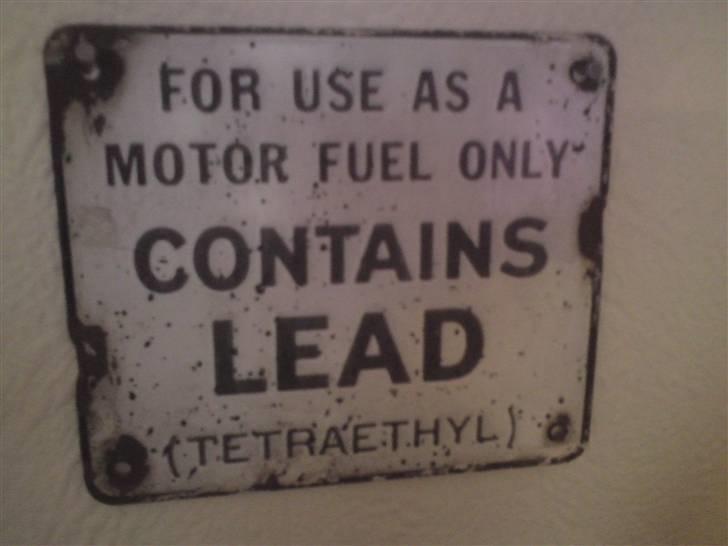 FOR USE AS A
MOTOR FUEL ONLY
CONTAINS
LEAD
(TETRAETHYL)